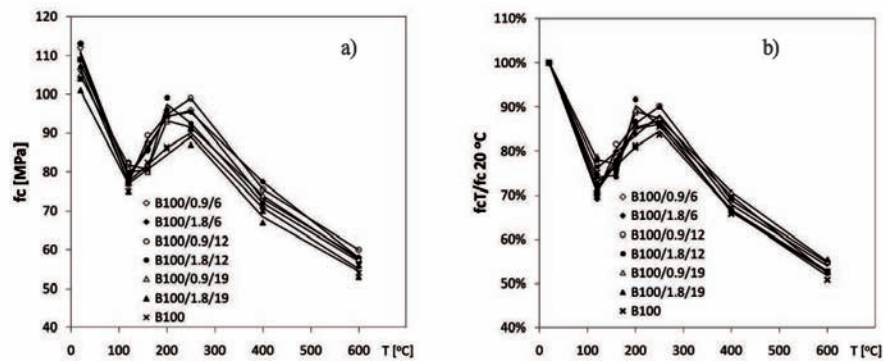 a)
fc [MPa]
120
110
100
90
80
70
60
50
40
0
100
200
300
400
500
600
T [ºC]
B100/0.9/6
B100/1.8/6
B100/0.9/12
B100/1.8/12
B100/0.9/19
B100/1.8/19
B100
b)
fcT/fc 20 ºC
110%
100%
90%
80%
70%
60%
50%
40%
0
100
200
300
400
500
600
T [ºC]
B100/0.9/6
B100/1.8/6
B100/0.9/12
B100/1.8/12
B100/0.9/19
B100/1.8/19
B100